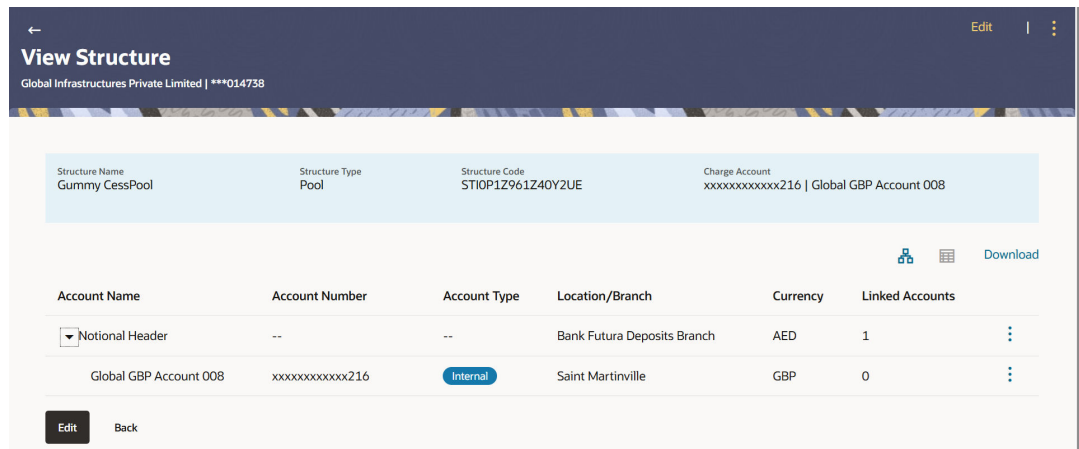 Edit
View Structure
Global Infrastructures Private Limited | ***014738
Structure Name Structure Type Structure Code Charge Account
Gummy CessPool Pool STI0P1Z961Z40Y2UE xxxxxxxxxxxx216 | Global GBP Account 008
Download
Account Name Account Number Account Type Location/Branch Currency Linked Accounts
Notional Header -- -- Bank Futura Deposits Branch AED 1
Global GBP Account 008 xxxxxxxxxxxx216 Internal Saint Martinville GBP 0
Edit Back